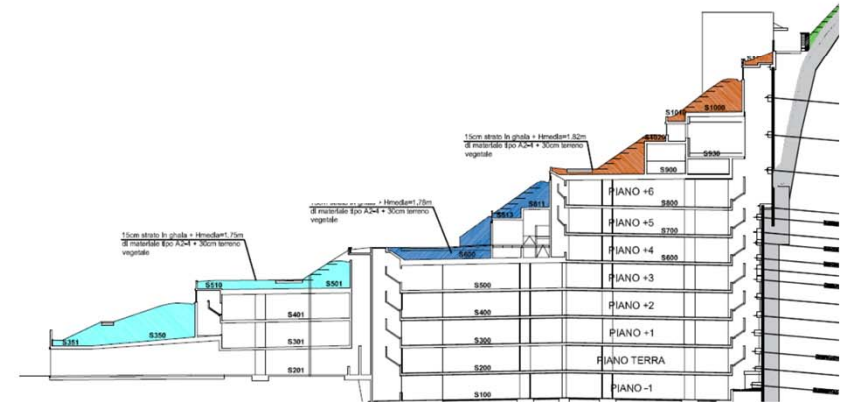 S1000
15cm strato in ghaia + Hmedia=1.82m
di materiale tipo A2-4 + 30cm terreno
vegetale
S930
S900
PIANO +6
S800
S811
S513
di materiale tipo A2-4 + 30cm terreno
vegetale
PIANO +5
S700
15cm strato in ghaia + Hmedia=1.75m
di materiale tipo A2-4 + 30cm terreno
vegetale
PIANO +4
S600
S600
PIANO +3
S510
S501
S500
PIANO +2
S401
S400
PIANO +1
S351
S350
S301
S300
PIANO TERRA
S201
S200
PIANO -1
S100